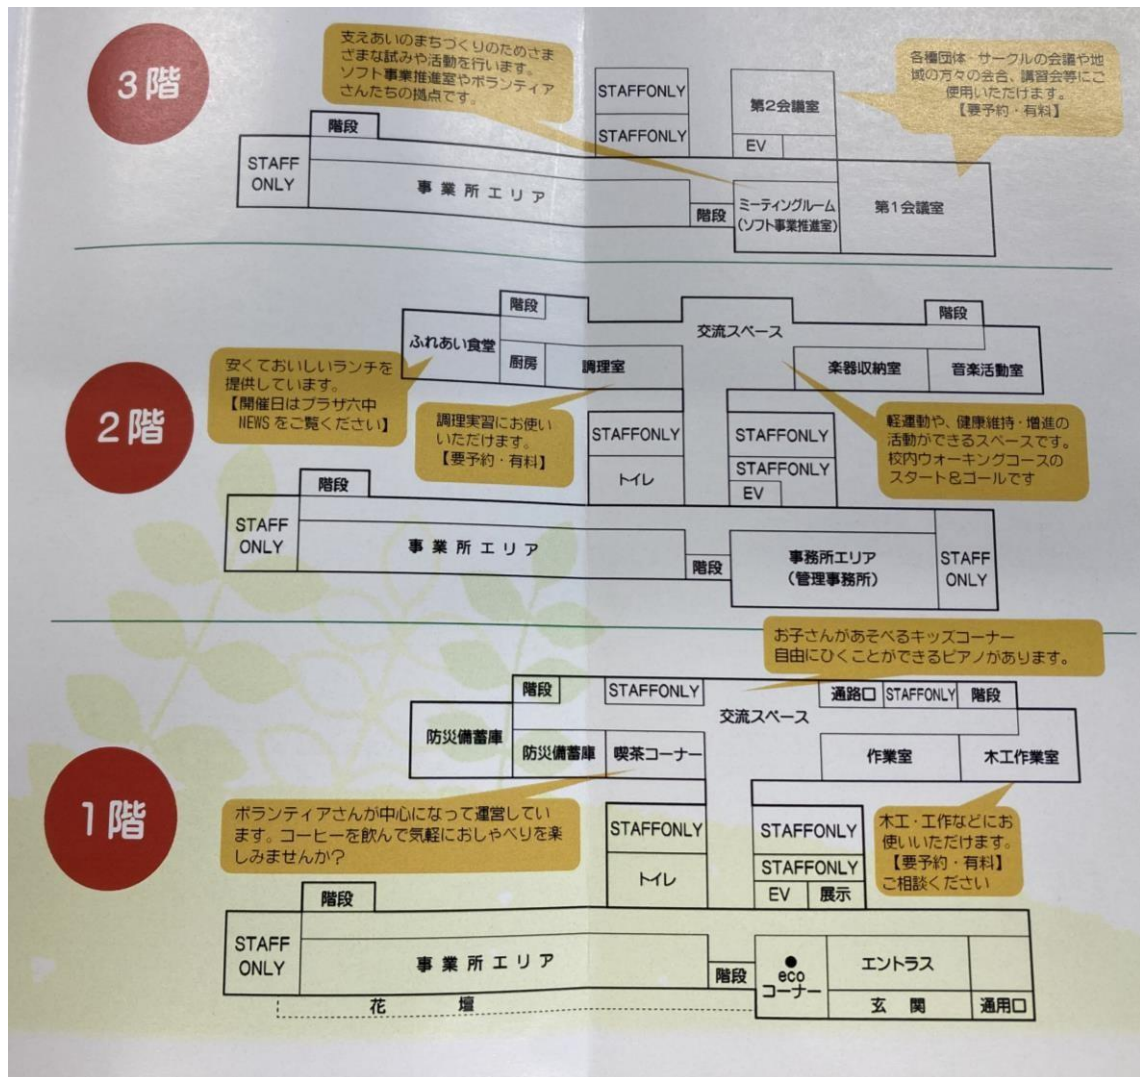 3階
支えあいのまちづくりのためさま
ざまな試みや活動を行います。
ソフト事業推進室やボランティア
さんたちの拠点です。
各種団体・サークルの会議や地
域の方々の会合、講習会等にご
使用いただけます。
【要予約・有料】
STAFFONLY
第2会議室
STAFFONLY
EV
階段
STAFF
ONLY
事業所エリア
階段
ミーティングルーム
(ソフト事業推進室)
第1会議室
2階
階段
交流スペース
階段
ふれあい食堂
厨房
調理室
楽器収納室
音楽活動室
安くておいしいランチを
提供しています。
【開催日はプラザ六中
NEWSをご覧ください】
調理実習にお使い
いただけます。
【要予約・有料】
軽運動や、健康維持・増進の
活動ができるスペースです。
校内ウォーキングコースの
スタート&ゴールです
STAFFONLY
STAFFONLY
トイレ
STAFFONLY
EV
階段
STAFF
ONLY
事業所エリア
階段
事務所エリア
(管理事務所)
STAFF
ONLY
1階
お子さんがあそべるキッズコーナー
自由にひくことができるピアノがあります。
階段
STAFFONLY
通路口
STAFFONLY
階段
交流スペース
防災備蓄庫
防災備蓄庫
喫茶コーナー
作業室
木工作業室
ボランティアさんが中心になって運営してい
ます。コーヒーを飲んで気軽におしゃべりを楽
しみませんか?
木工・工作などにお
使いいただけます。
【要予約・有料】
ご相談ください
STAFFONLY
STAFFONLY
トイレ
STAFFONLY
EV
展示
階段
STAFF
ONLY
事業所エリア
階段
eco
コーナー
エントラス
玄関
通用口
花壇